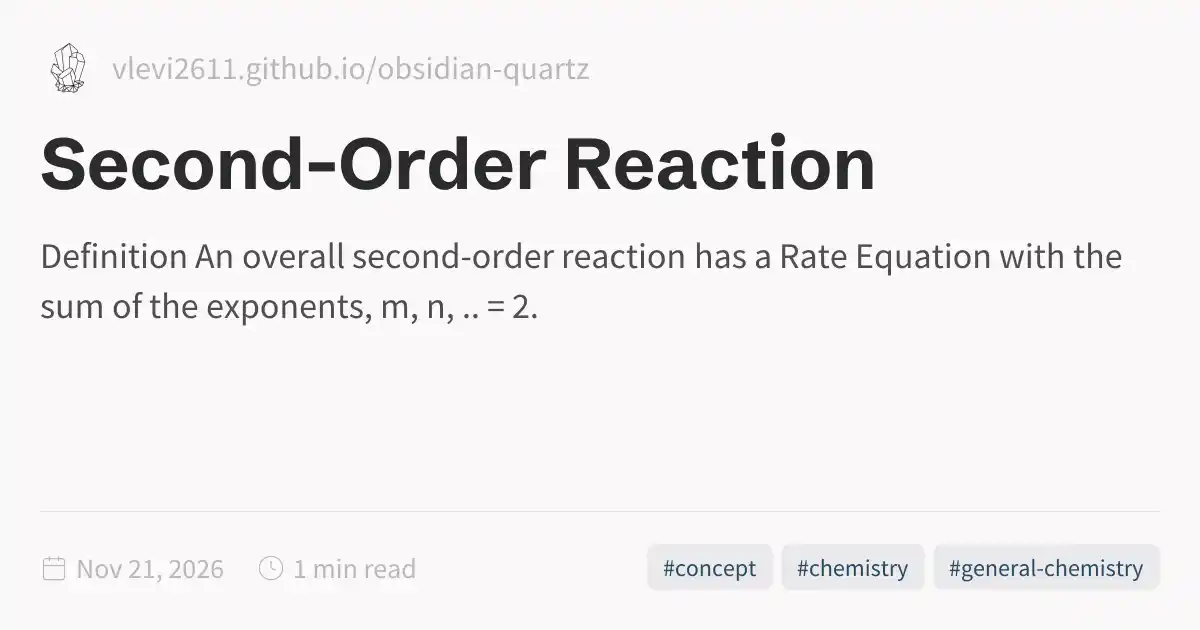 vlevi2611.github.io/obsidian-quartz
Second-Order Reaction
Definition An overall second-order reaction has a Rate Equation with the
sum of the exponents, m, n, .. = 2.
Nov 21, 2026 1 min read #concept #chemistry #general-chemistry